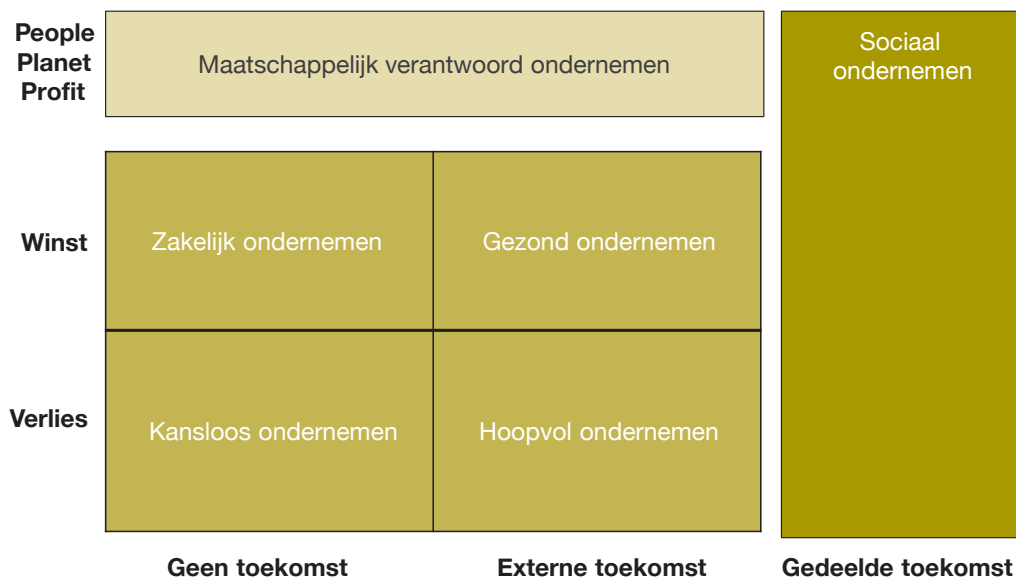 People
Planet
Profit
Maatschappelijk verantwoord ondernemen
Sociaal
ondernemen
Winst
Zakelijk ondernemen
Gezond ondernemen
Verlies
Kansloos ondernemen
Hoopvol ondernemen
Geen toekomst
Externe toekomst
Gedeelde toekomst